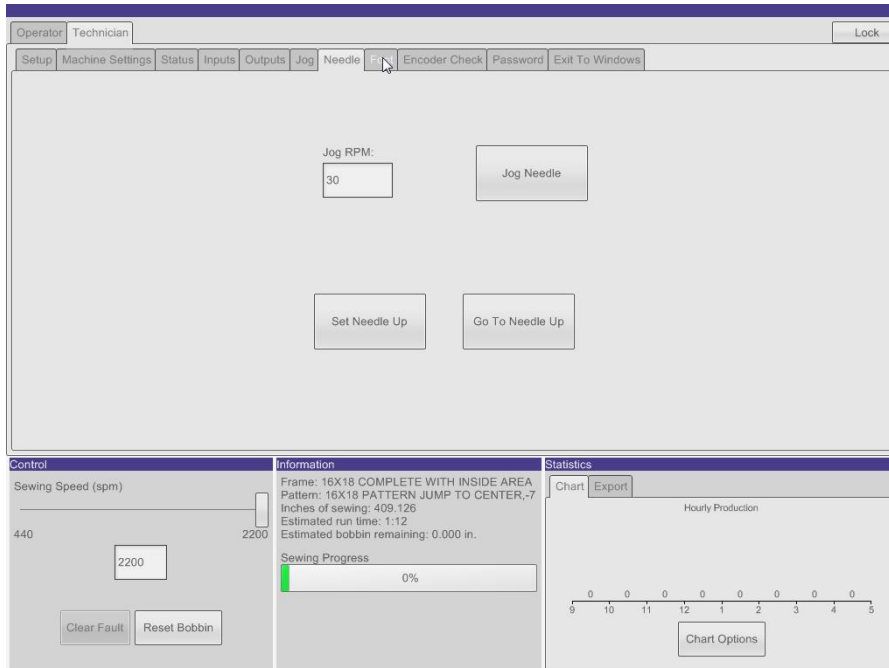 Operator Technician Lock
Setup Machine Settings Status Inputs Outputs Jog Needle Encoder Check Password Exit To Windows
Jog RPM:
30
Jog Needle
Set Needle Up Go To Needle Up
Control
Sewing Speed (spm)
440 2200
2200
Clear Fault Reset Bobbin
Information
Frame: 16X18 COMPLETE WITH INSIDE AREA
Pattern: 16X18 PATTERN JUMP TO CENTER,-7
Inches of sewing: 409.126
Estimated run time: 1:12
Estimated bobbin remaining: 0.000 in.
Sewing Progress
0%
Statistics
Chart Export
Hourly Production
0 0 0 0 0 0 0 0
9 10 11 12 1 2 3 4 5
Chart Options